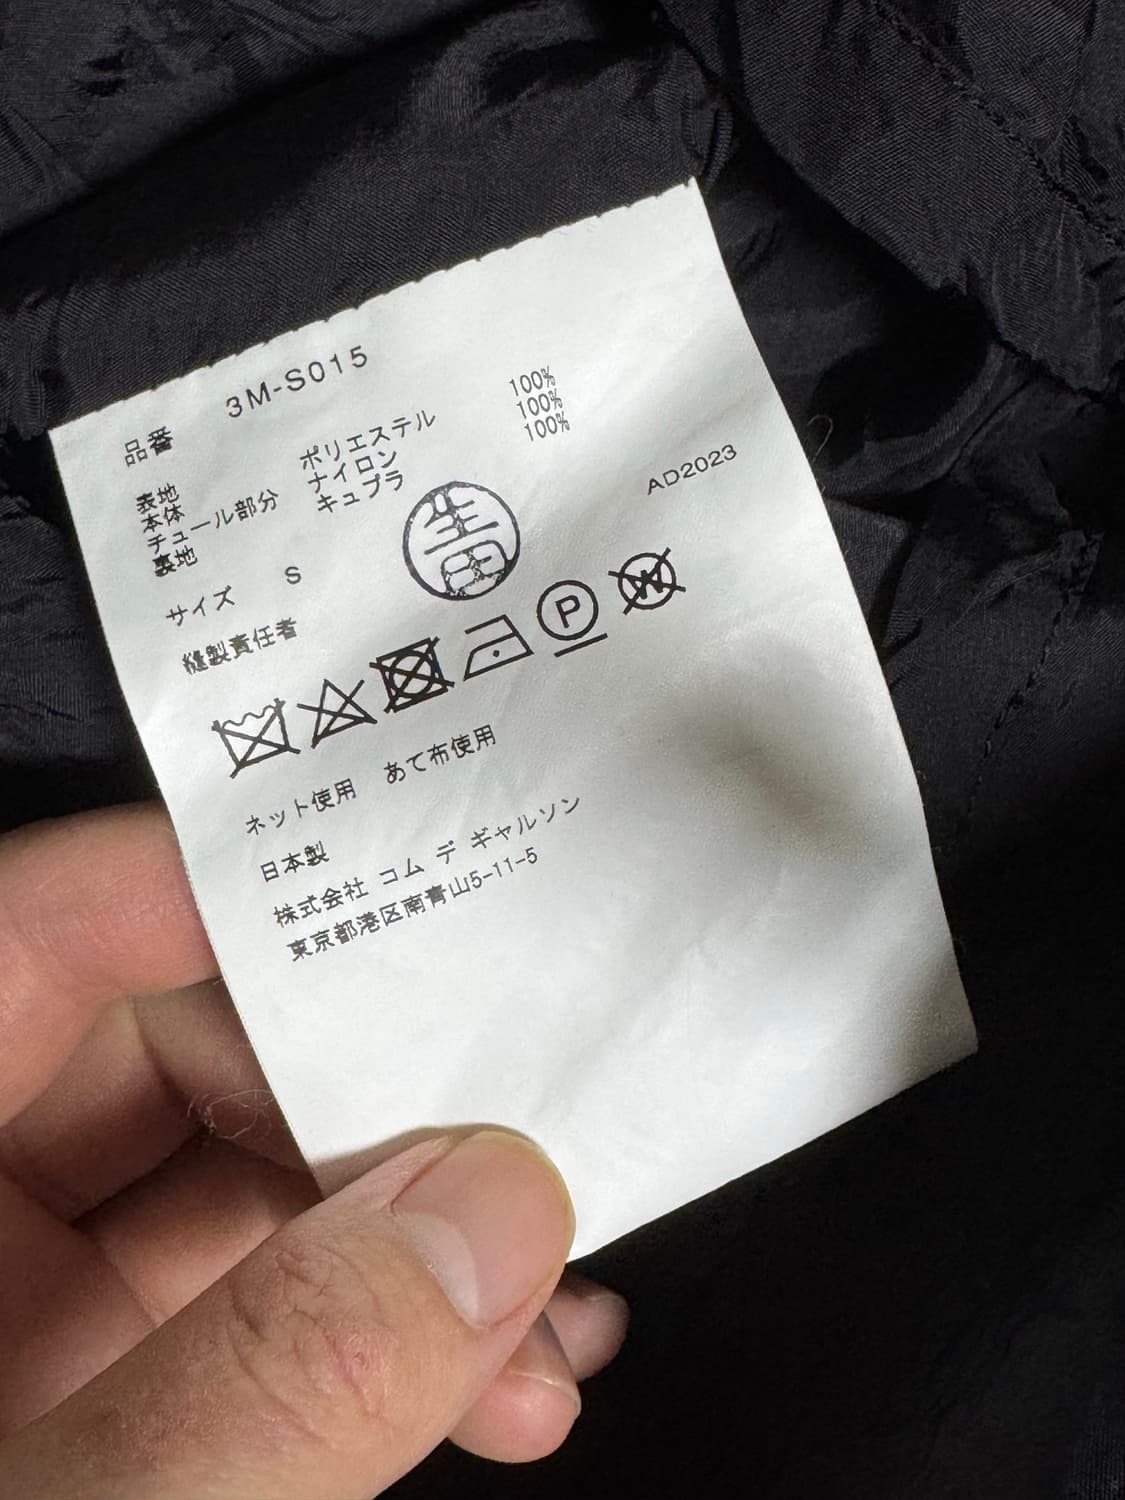 品番 3M-S015
表地
本体 ポリエステル 100%
チュール部分 ナイロン 100%
裏地 キュプラ 100%
サイズ S
AD2023
縫製責任者
P
W
ネット使用 あて布使用
日本製
株式会社 コム デ ギャルソン
東京都港区南青山5-11-5